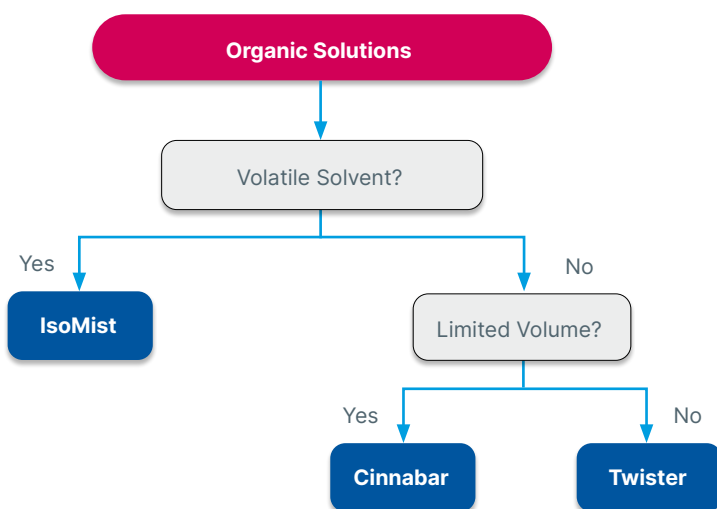 Organic Solutions
Volatile Solvent?
Yes
No
IsoMist
Limited Volume?
Yes
No
Cinnabar
Twister